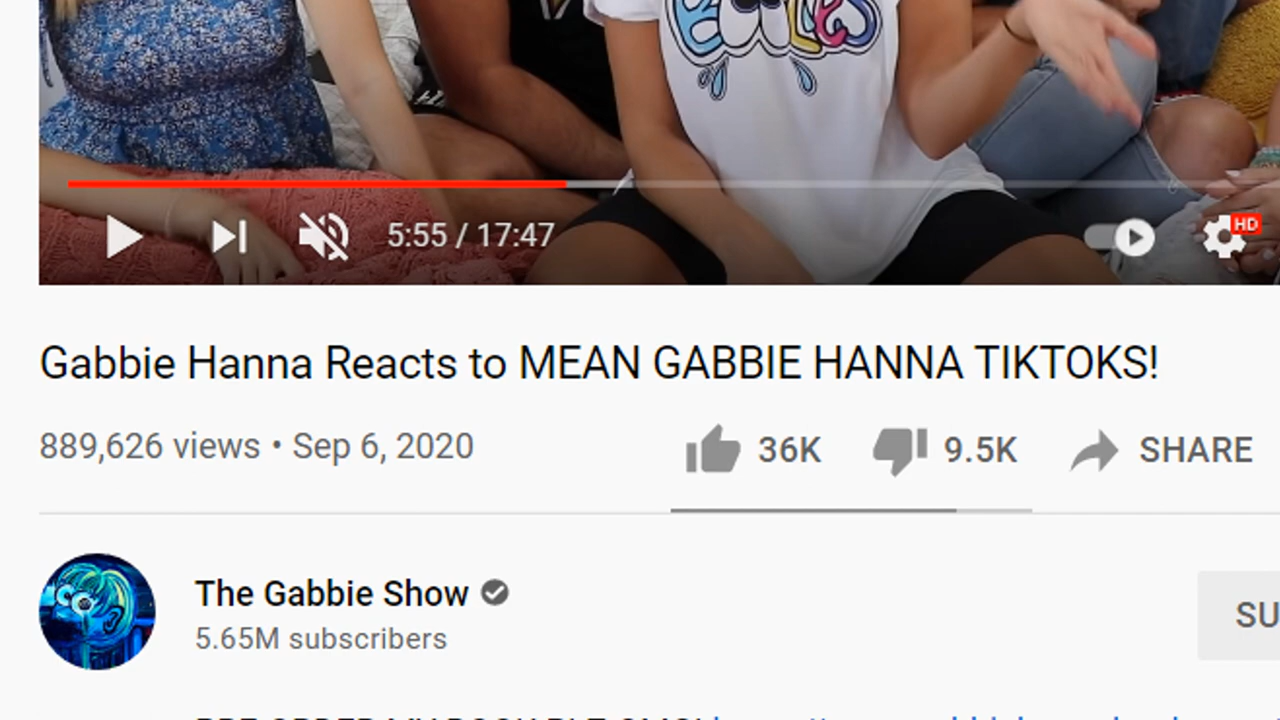 5:55 / 17:47
HD
Gabbie Hanna Reacts to MEAN GABBIE HANNA TIKTOKS!
889,626 views • Sep 6, 2020
36K
9.5K
SHARE
The Gabbie Show
5.65M subscribers
SU